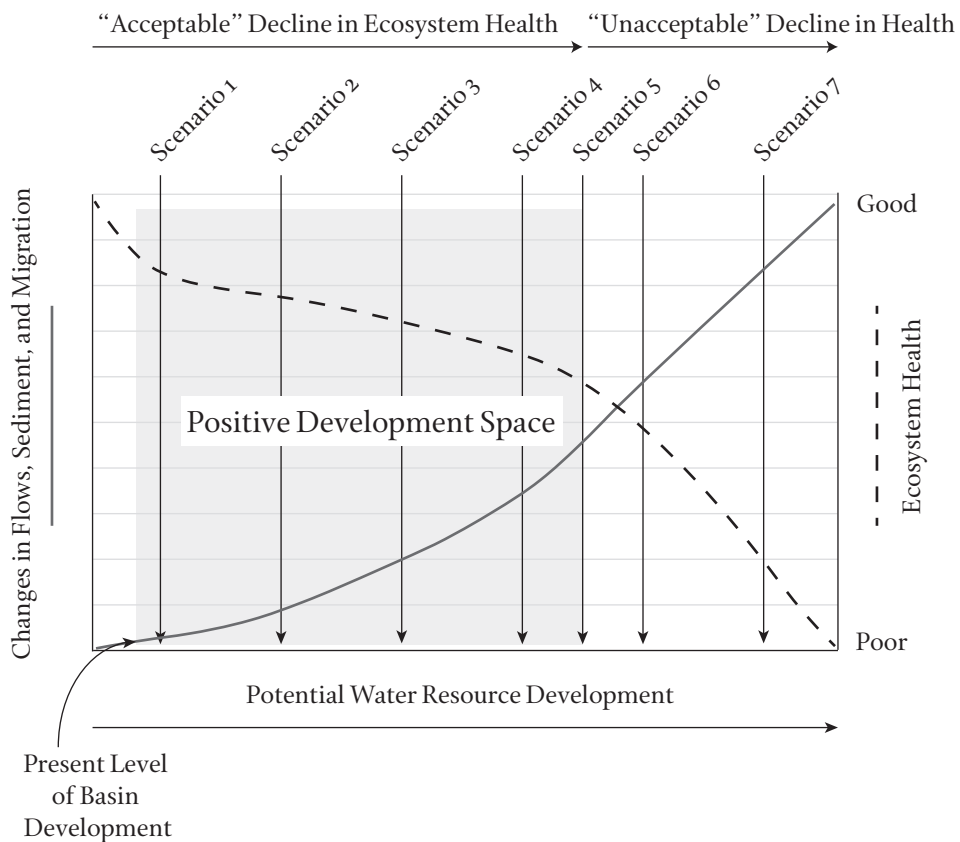 “Acceptable” Decline in Ecosystem Health
“Unacceptable” Decline in Health
Scenario 1
Scenario 2
Scenario 3
Scenario 4
Scenario 5
Scenario 6
Scenario 7
Changes in Flows, Sediment, and Migration
Good
Positive Development Space
Ecosystem Health
Poor
Potential Water Resource Development
Present Level
of Basin
Development